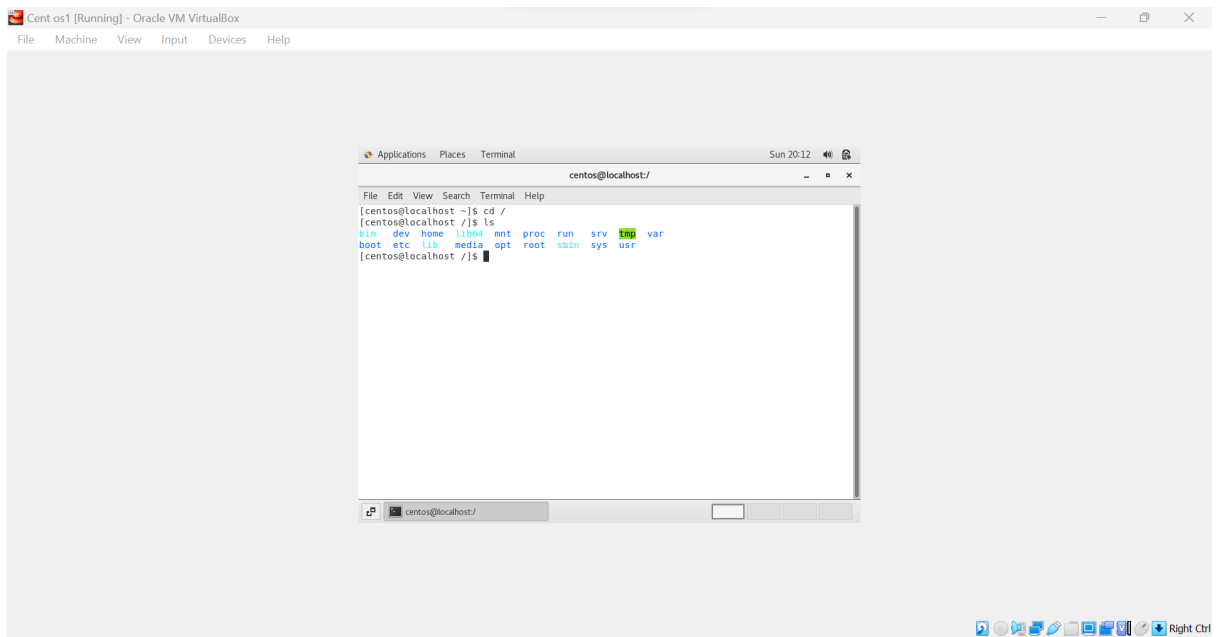 Cent os1 [Running] - Oracle VM VirtualBox
File Machine View Input Devices Help
Applications Places Terminal Sun 20:12
centos@localhost:/
File Edit View Search Terminal Help
[centos@localhost ~]$ cd /
[centos@localhost /]$ ls
bin dev home lib64 mnt proc run srv tmp var
boot etc lib media opt root sbin sys usr
[centos@localhost /]$
centos@localhost:/
Right Ctrl